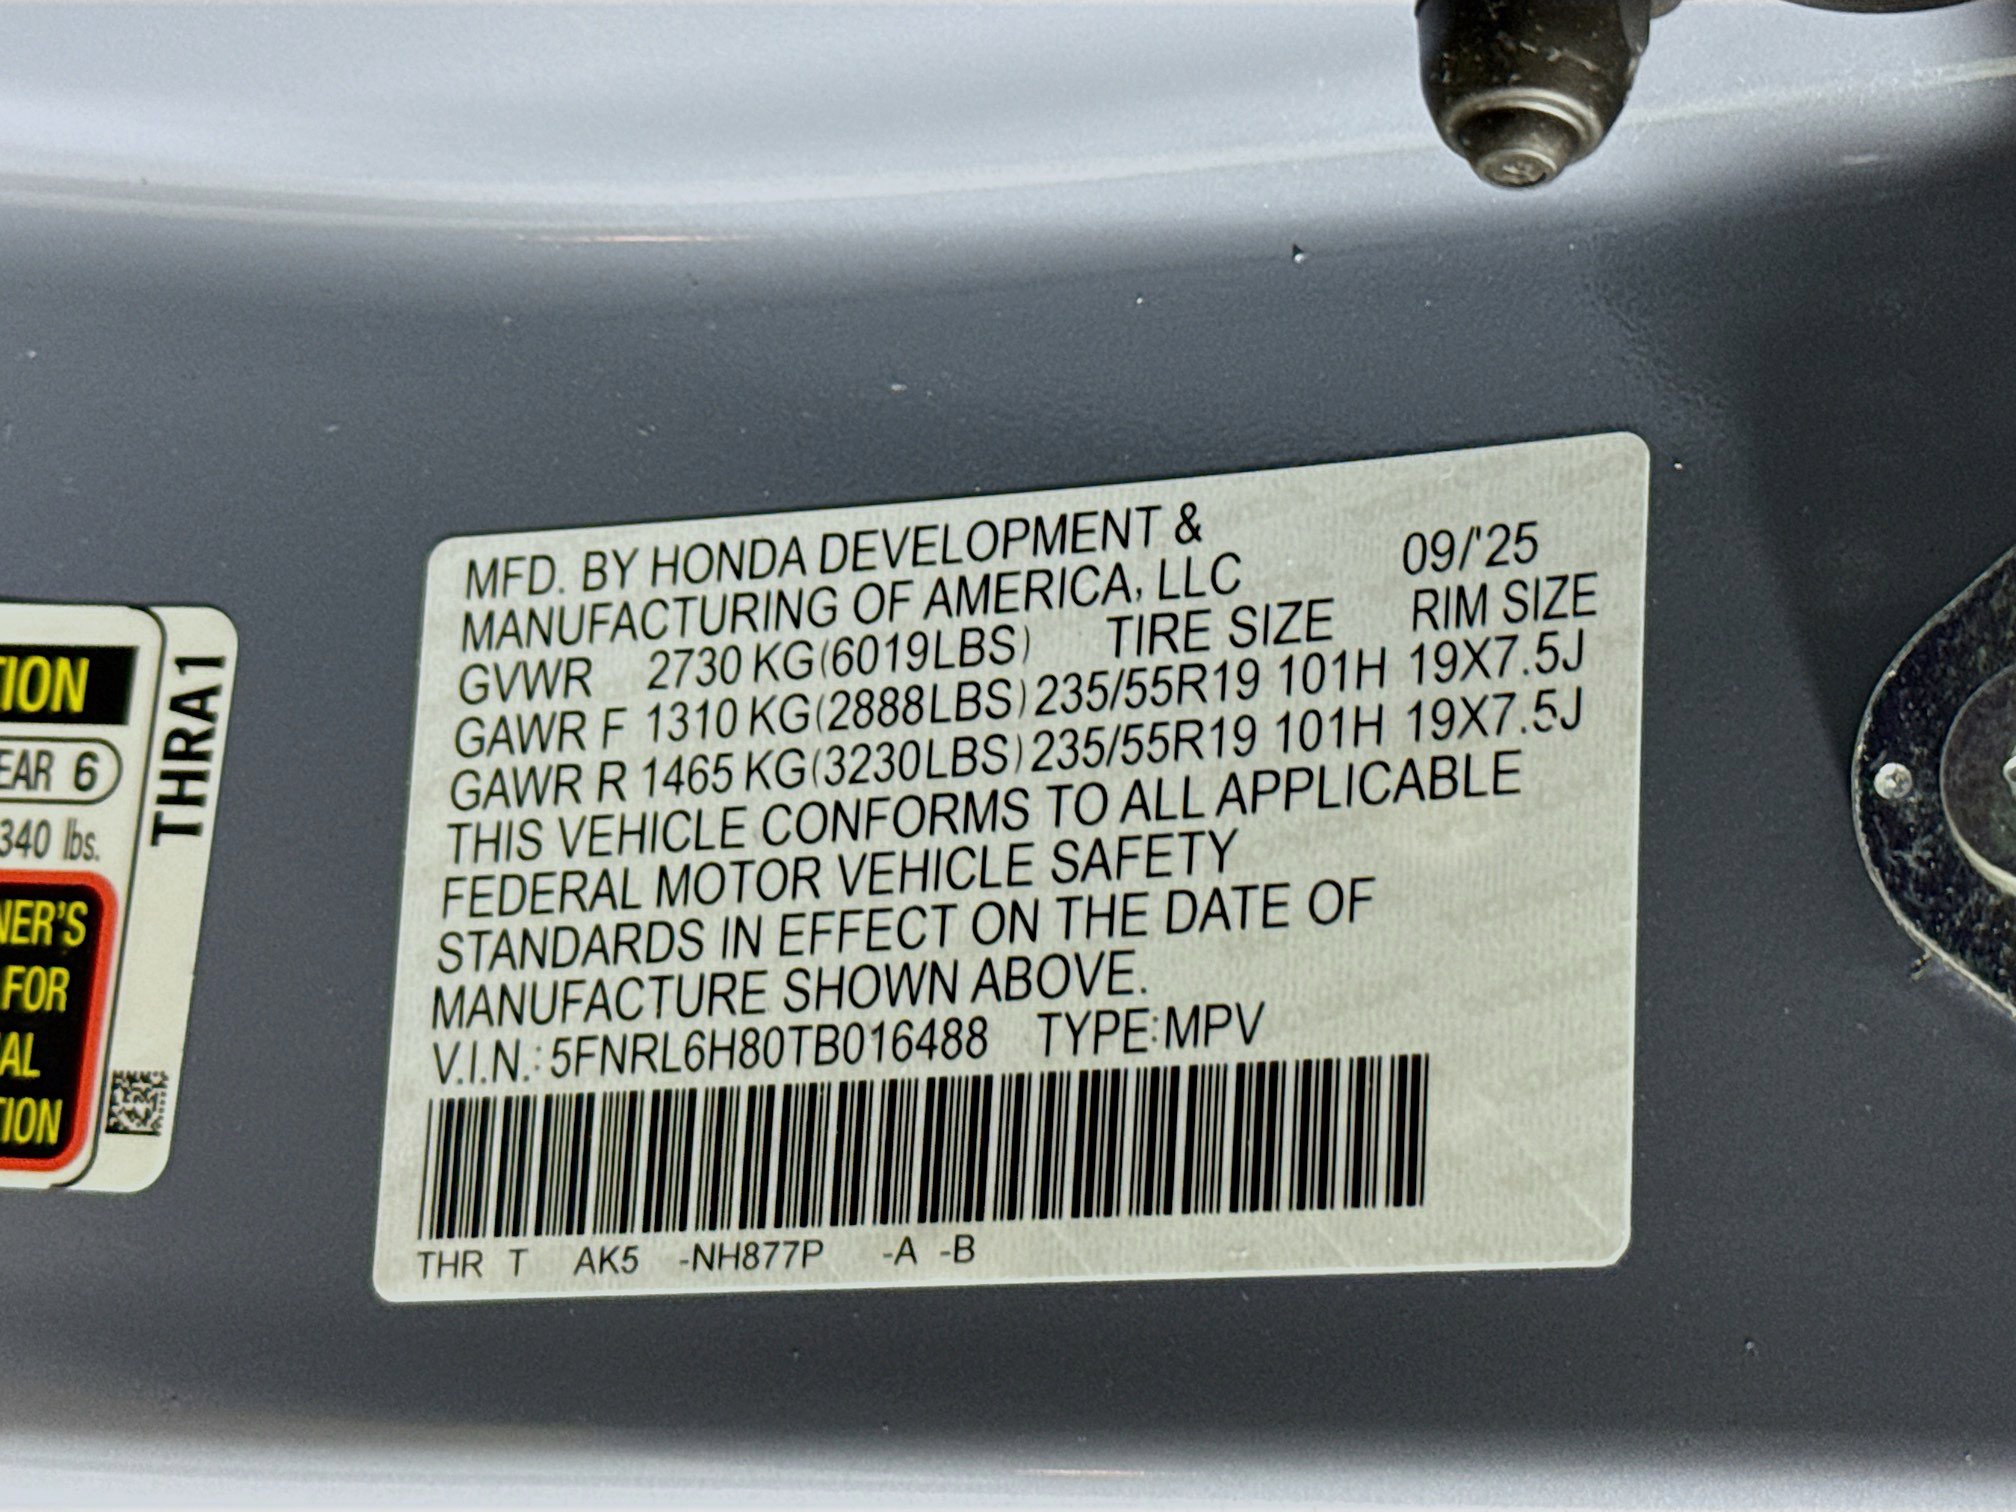 MFD. BY HONDA DEVELOPMENT &
MANUFACTURING OF AMERICA, LLC 09/'25
GVWR 2730 KG(6019LBS) TIRE SIZE RIM SIZE
GAWR F 1310 KG(2888LBS) 235/55R19 101H 19X7.5J
GAWR R 1465 KG(3230LBS) 235/55R19 101H 19X7.5J
THIS VEHICLE CONFORMS TO ALL APPLICABLE
FEDERAL MOTOR VEHICLE SAFETY
STANDARDS IN EFFECT ON THE DATE OF
MANUFACTURE SHOWN ABOVE.
V.I.N.: 5FNRL6H80TB016488 TYPE:MPV
THR T AK5 -NH877P -A -B
TION
EAR 6
340 lbs.
NER'S
FOR
AL
TION
THRA1